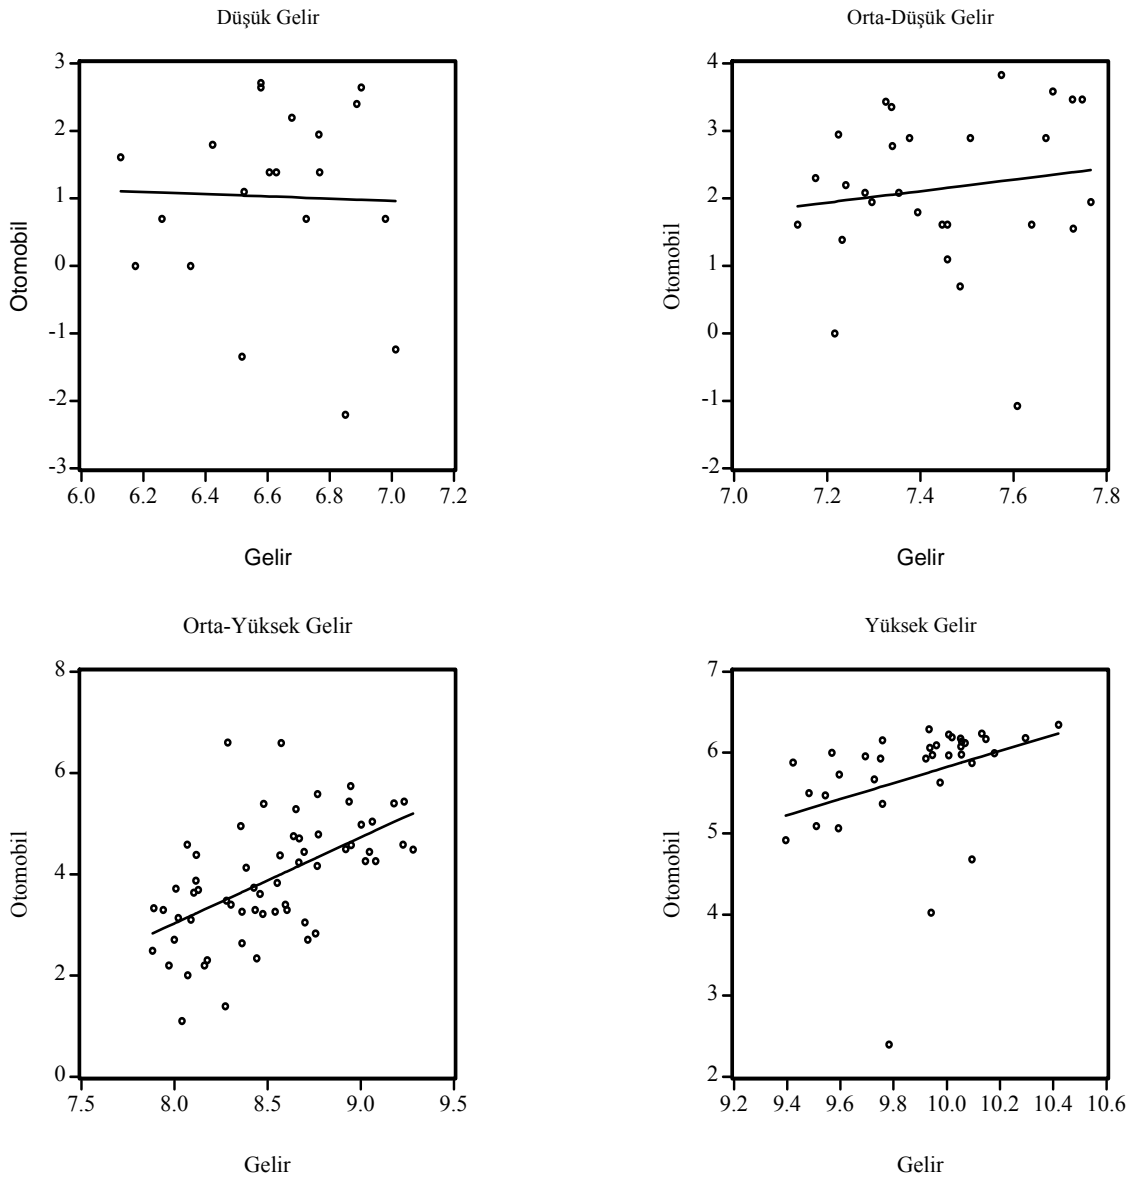 Düşük Gelir
3
2
1
0
-1
-2
-3
6.0 6.2 6.4 6.6 6.8 7.0 7.2
Otomobil
Gelir
Orta-Düşük Gelir
4
3
2
1
0
-1
-2
7.0 7.2 7.4 7.6 7.8
Otomobil
Gelir
Orta-Yüksek Gelir
8
6
4
2
0
7.5 8.0 8.5 9.0 9.5
Otomobil
Gelir
Yüksek Gelir
7
6
5
4
3
2
9.2 9.4 9.6 9.8 10.0 10.2 10.4 10.6
Otomobil
Gelir